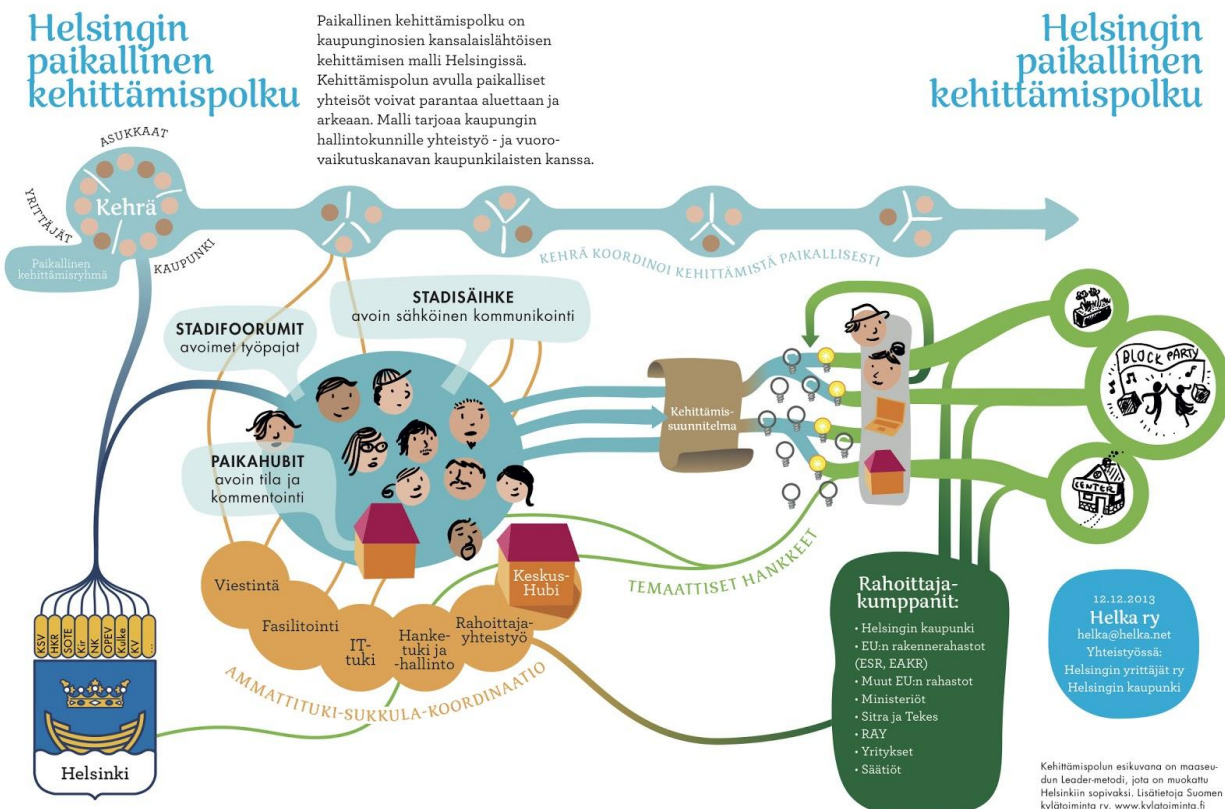 Helsingin
paikallinen
kehittämispolku
Paikallinen kehittämispolku on
kaupunginosien kansalaislähtöisen
kehittämisen malli Helsingissä.
Kehittämispolun avulla paikalliset
yhteisöt voivat parantaa aluettaan ja
arkeaan. Malli tarjoaa kaupungin
hallintokunnille yhteistyö - ja vuoro-
vaikutuskanavan kaupunkilaisten kanssa.
Helsingin
paikallinen
kehittämispolku
ASUKKAAT
YRITTÄJÄT
Kehrä
KAUPUNKI
Paikallinen
kehittämisryhmä
KEHRÄ KOORDINOI KEHITTÄMISTÄ PAIKALLISESTI
STADISÄIHKE
avoin sähköinen kommunikointi
STADIFOORUMIT
avoimet työpajat
PAIKAHUBIT
avoin tila ja
kommentointi
Kehittämis-
suunnitelma
BLOCK PARTY
CENTER
TEMAATTISET HANKKEET
Keskus-
Hubi
Viestintä
Fasilitointi
IT-
tuki
Hanke-
tuki ja
-hallinto
Rahoittaja-
yhteistyö
AMMATTITUKI-SUKKULA-KOORDINAATIO
KSV
HKR
SOTE
Kir
NK
OPEV
Kulke
KV
...
Helsinki
Rahoittaja-
kumppanit:
• Helsingin kaupunki
• EU:n rakennerahastot
(ESR, EAKR)
• Muut EU:n rahastot
• Ministeriöt
• Sitra ja Tekes
• RAY
• Yritykset
• Säätiöt
12.12.2013
Helka ry
helka@helka.net
Yhteistyössä:
Helsingin yrittäjät ry
Helsingin kaupunki
Kehittämispolun esikuvana on maaseu-
dun Leader-metodi, jota on muokattu
Helsinkiin sopivaksi. Lisätietoja Suomen
kylätoiminta ry, www.kylatoiminta.fi